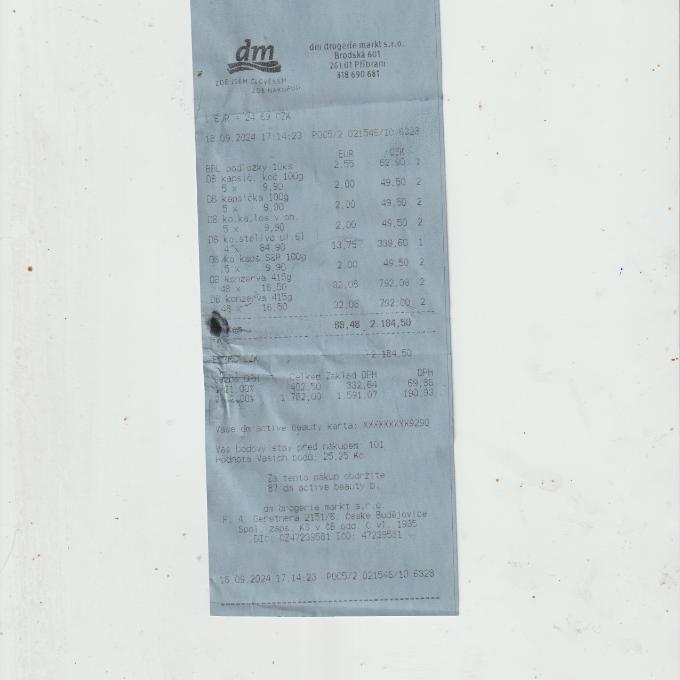 dm
ZDE JSEM ČLOVĚKEM
ZDE NAKUPUJI
dm drogerie markt s.r.o.
Brodská 601
261 01 Příbram
318 690 681
1 EUR = 24,69 CZK
18.09.2024 17:14:23 P0C5/2 021546/10 6328
EUR CZK
BBL podložky 10ks 2,55 62,90 2
DB kapsič. koč.100g
5 x 9,90 2,00 49,50 2
DB kapsička 100g
5 x 9,90 2,00 49,50 2
DB ko.ka.los v om.
5 x 9,90 2,00 49,50 2
DB ko.stelivo ul.6l
4 x 84,90 13,75 339,60 1
DB ko kaps.S&P 100g
5 x 9,90 2,00 49,50 2
DB konzerva 415g
48 x 16,50 32,08 792,00 2
DB konzerva 415g
48 x 16,50 32,08 792,00 2
88,48 2.184,50
CZK -2.184,50
Celkem Základ DPH DPH
21,00% 402,50 332,64 69,86
1.782,00 1.591,07 190,93
Vaše dm active beauty karta: XXXXXXXXX9290
Váš bodový stav před nákupem: 101
Hodnota Vašich bodů: 25,25 Kč
Za tento nákup obdržíte
87 dm active beauty b.
dm drogerie markt s.r.o.
F. A. Gerstnera 2151/6, České Budějovice
Spol. zaps. KS v ČB odd. C vl. 1935
DIČ: CZ47239581 IČO: 47239581
18.09.2024 17:14:23 P0C5/2 021546/10 6328